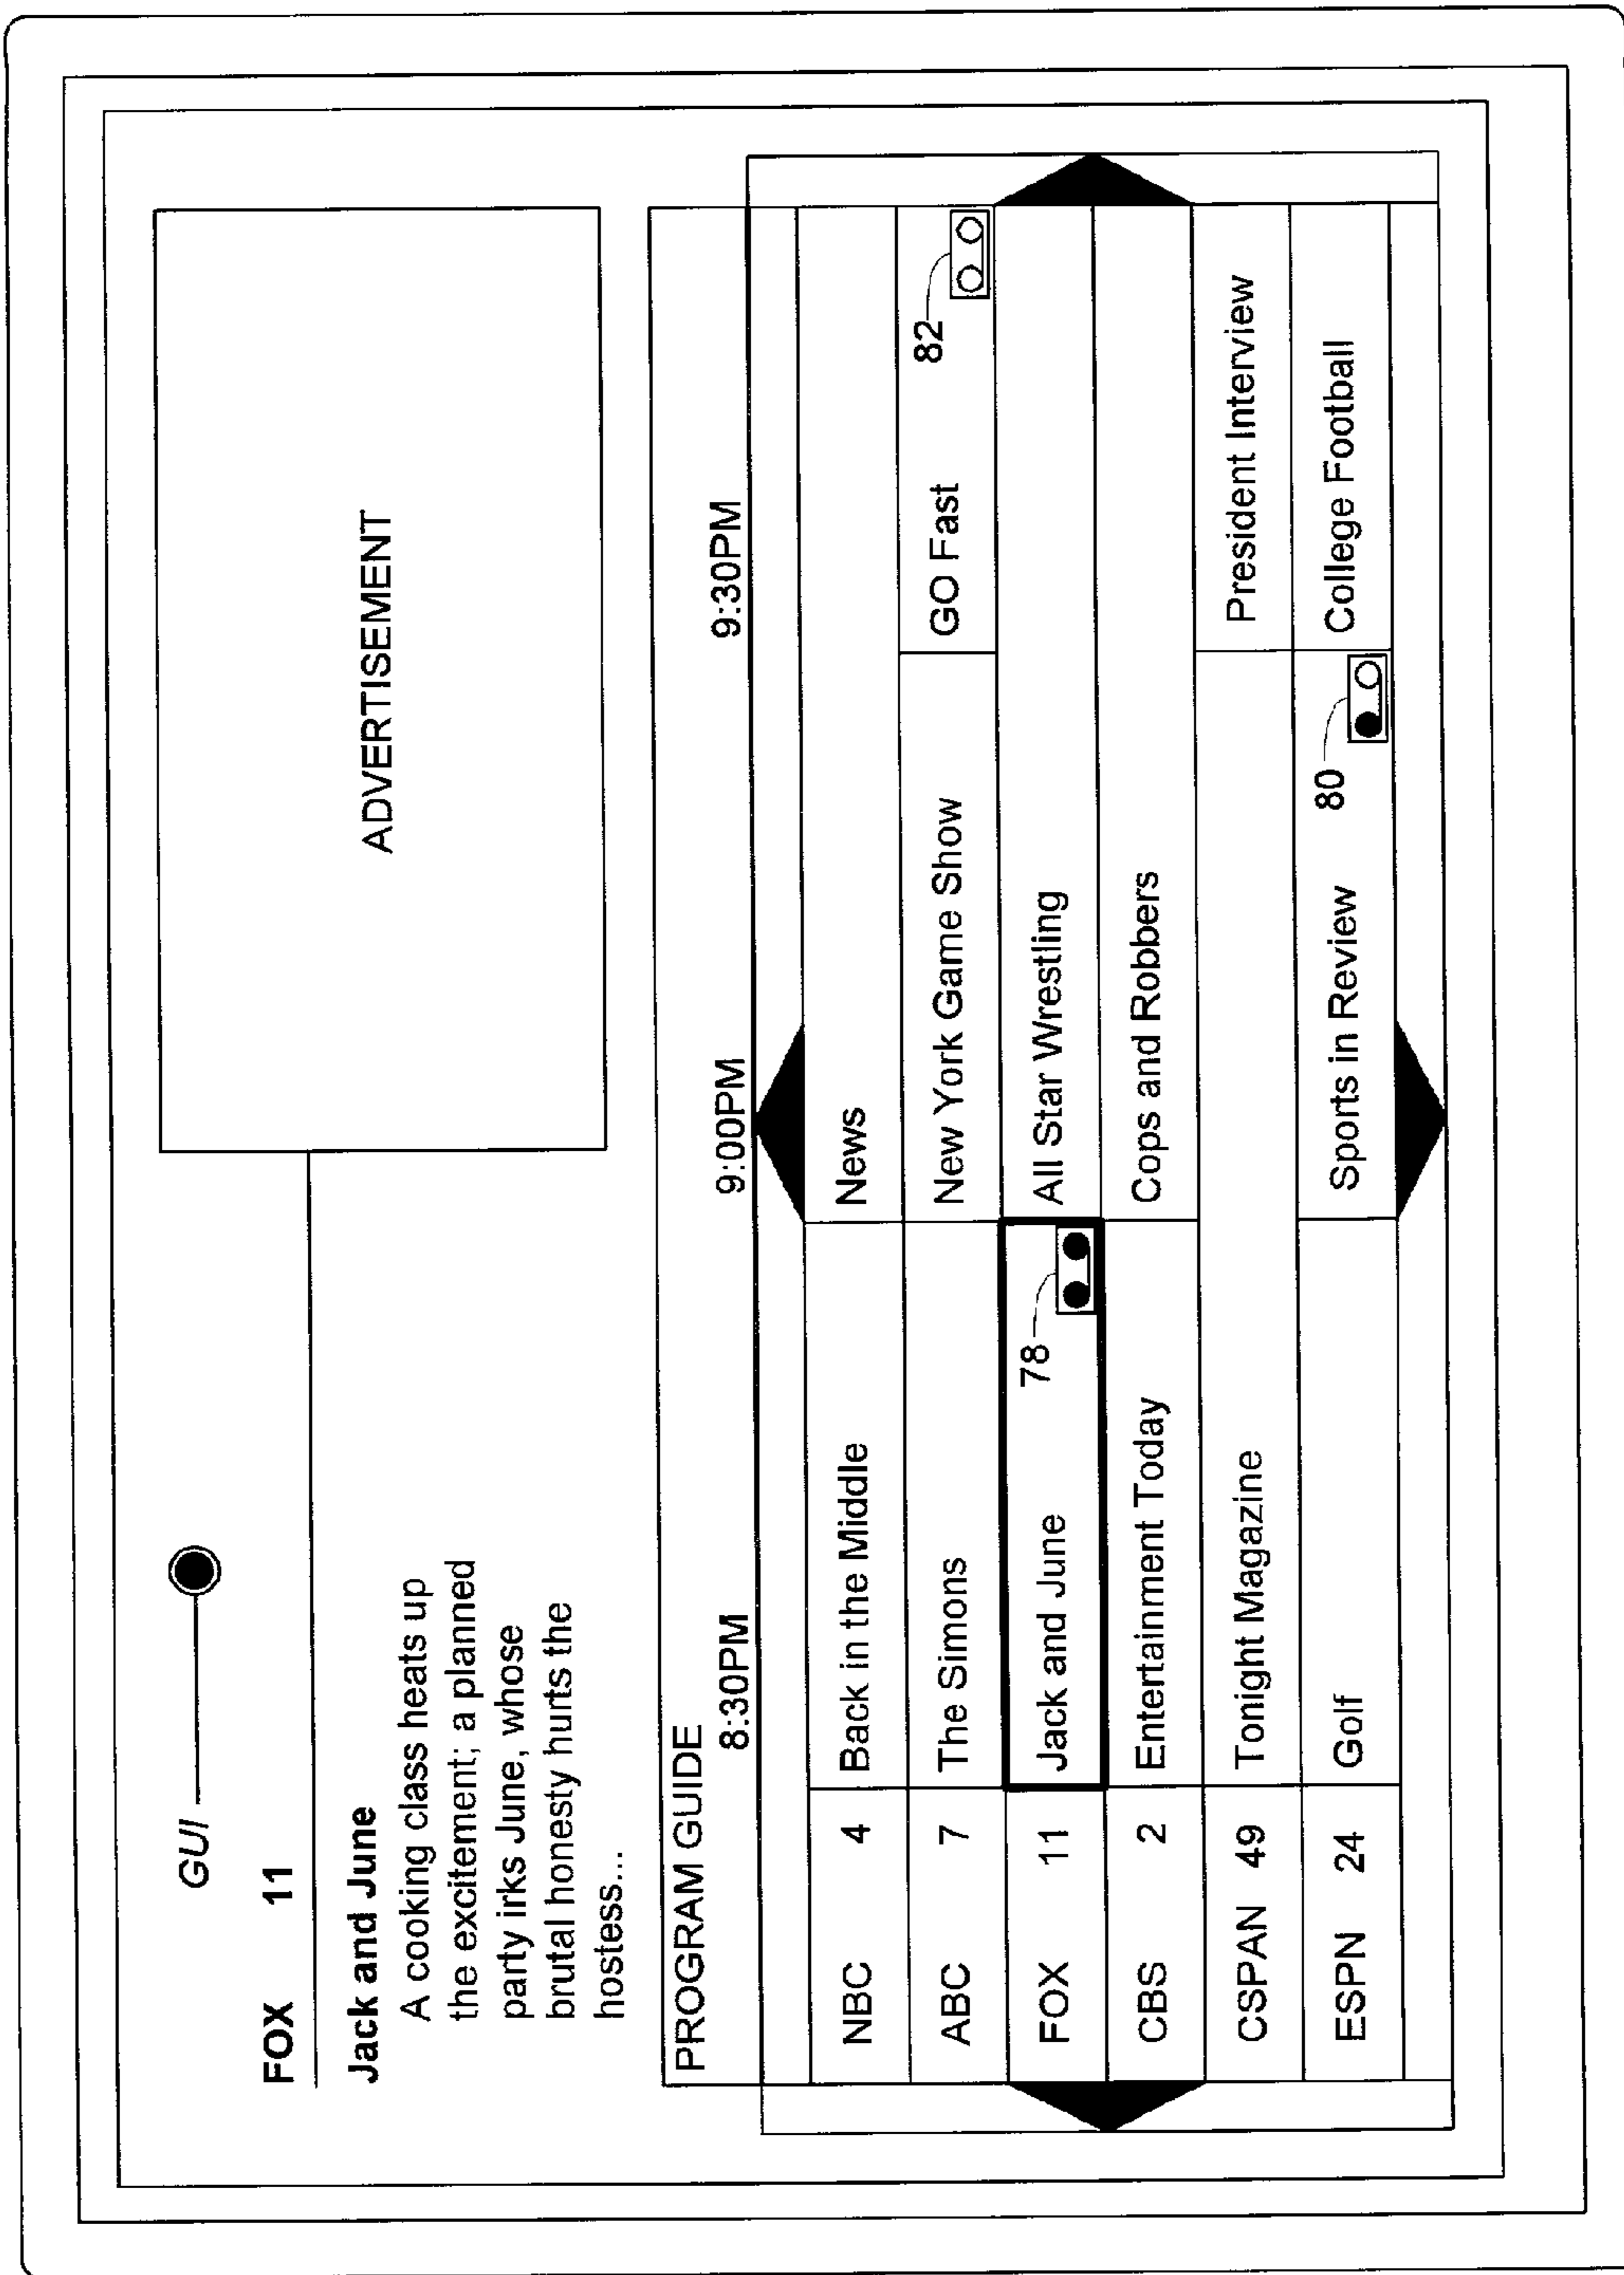 GUI
FOX 11
Jack and June
A cooking class heats up
the excitement; a planned
party irks June, whose
brutal honesty hurts the
hostess...
ADVERTISEMENT
PROGRAM GUIDE
8:30PM 9:00PM 9:30PM
NBC 4 Back in the Middle News
ABC 7 The Simons New York Game Show GO Fast 82
FOX 11 Jack and June 78 All Star Wrestling
CBS 2 Entertainment Today Cops and Robbers
CSPAN 49 Tonight Magazine President Interview
ESPN 24 Golf Sports in Review 80 College Football